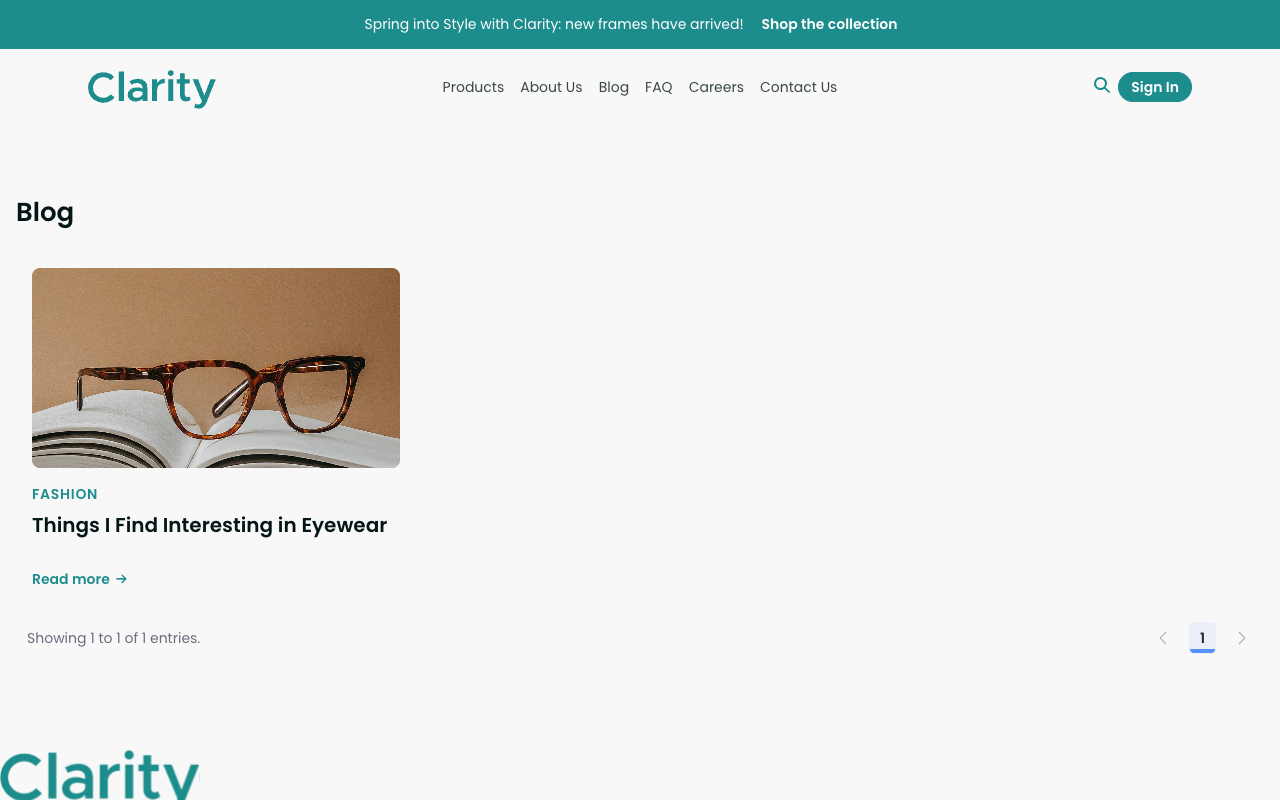 Spring into Style with Clarity: new frames have arrived! Shop the collection
Clarity
Products About Us Blog FAQ Careers Contact Us
Sign In
Blog
FASHION
Things I Find Interesting in Eyewear
Read more →
Showing 1 to 1 of 1 entries.
1
Clarity